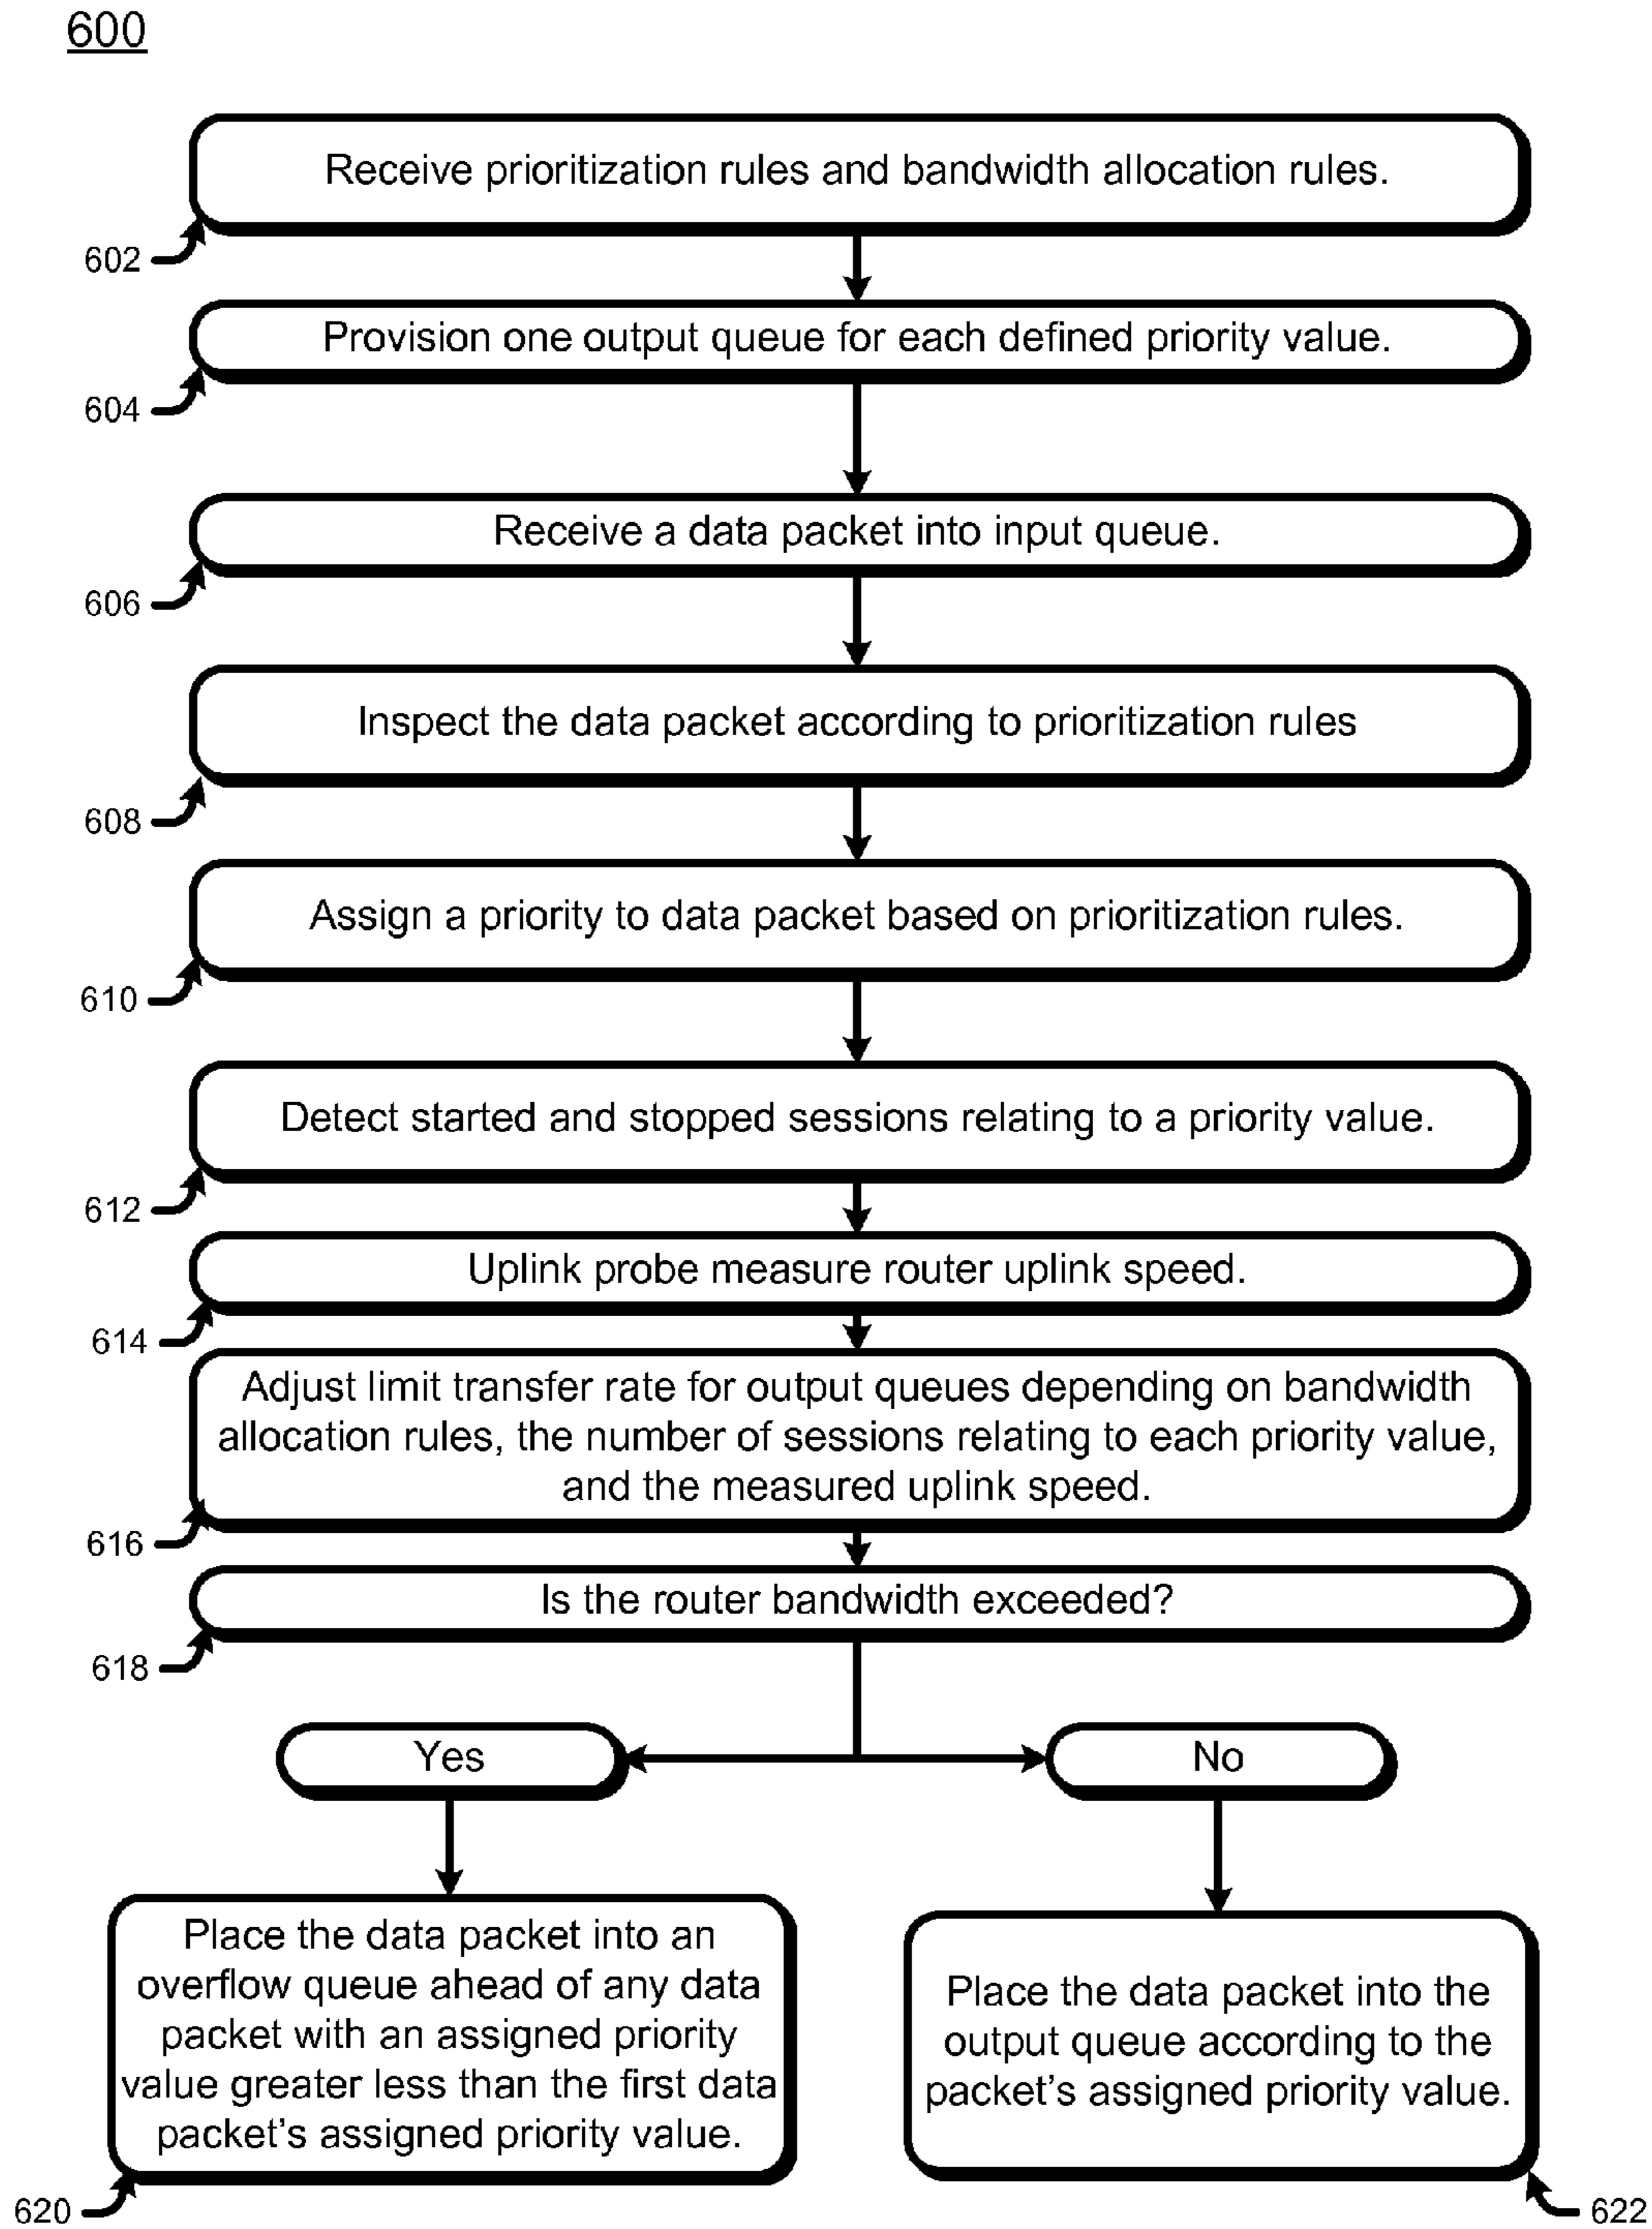 600
Receive prioritization rules and bandwidth allocation rules.
602
Provision one output queue for each defined priority value.
604
Receive a data packet into input queue.
606
Inspect the data packet according to prioritization rules
608
Assign a priority to data packet based on prioritization rules.
610
Detect started and stopped sessions relating to a priority value.
612
Uplink probe measure router uplink speed.
614
Adjust limit transfer rate for output queues depending on bandwidth
allocation rules, the number of sessions relating to each priority value,
and the measured uplink speed.
616
Is the router bandwidth exceeded?
618
Yes
No
Place the data packet into an
overflow queue ahead of any data
packet with an assigned priority
value greater less than the first data
packet's assigned priority value.
620
Place the data packet into the
output queue according to the
packet's assigned priority value.
622